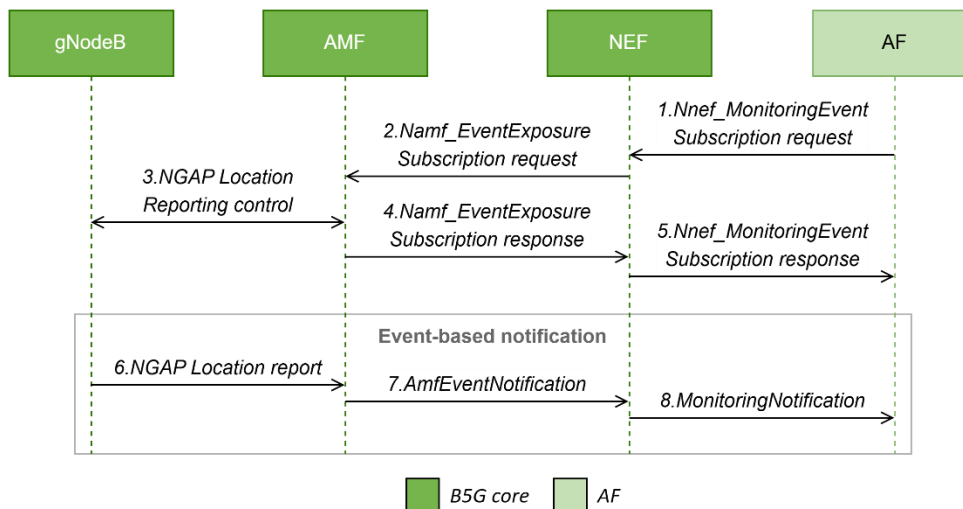 gNodeB
AMF
NEF
AF
1.Nnef_MonitoringEvent
Subscription request
2.Namf_EventExposure
Subscription request
3.NGAP Location
Reporting control
4.Namf_EventExposure
Subscription response
5.Nnef_MonitoringEvent
Subscription response
Event-based notification
6.NGAP Location report
7.AmfEventNotification
8.MonitoringNotification
B5G core
AF